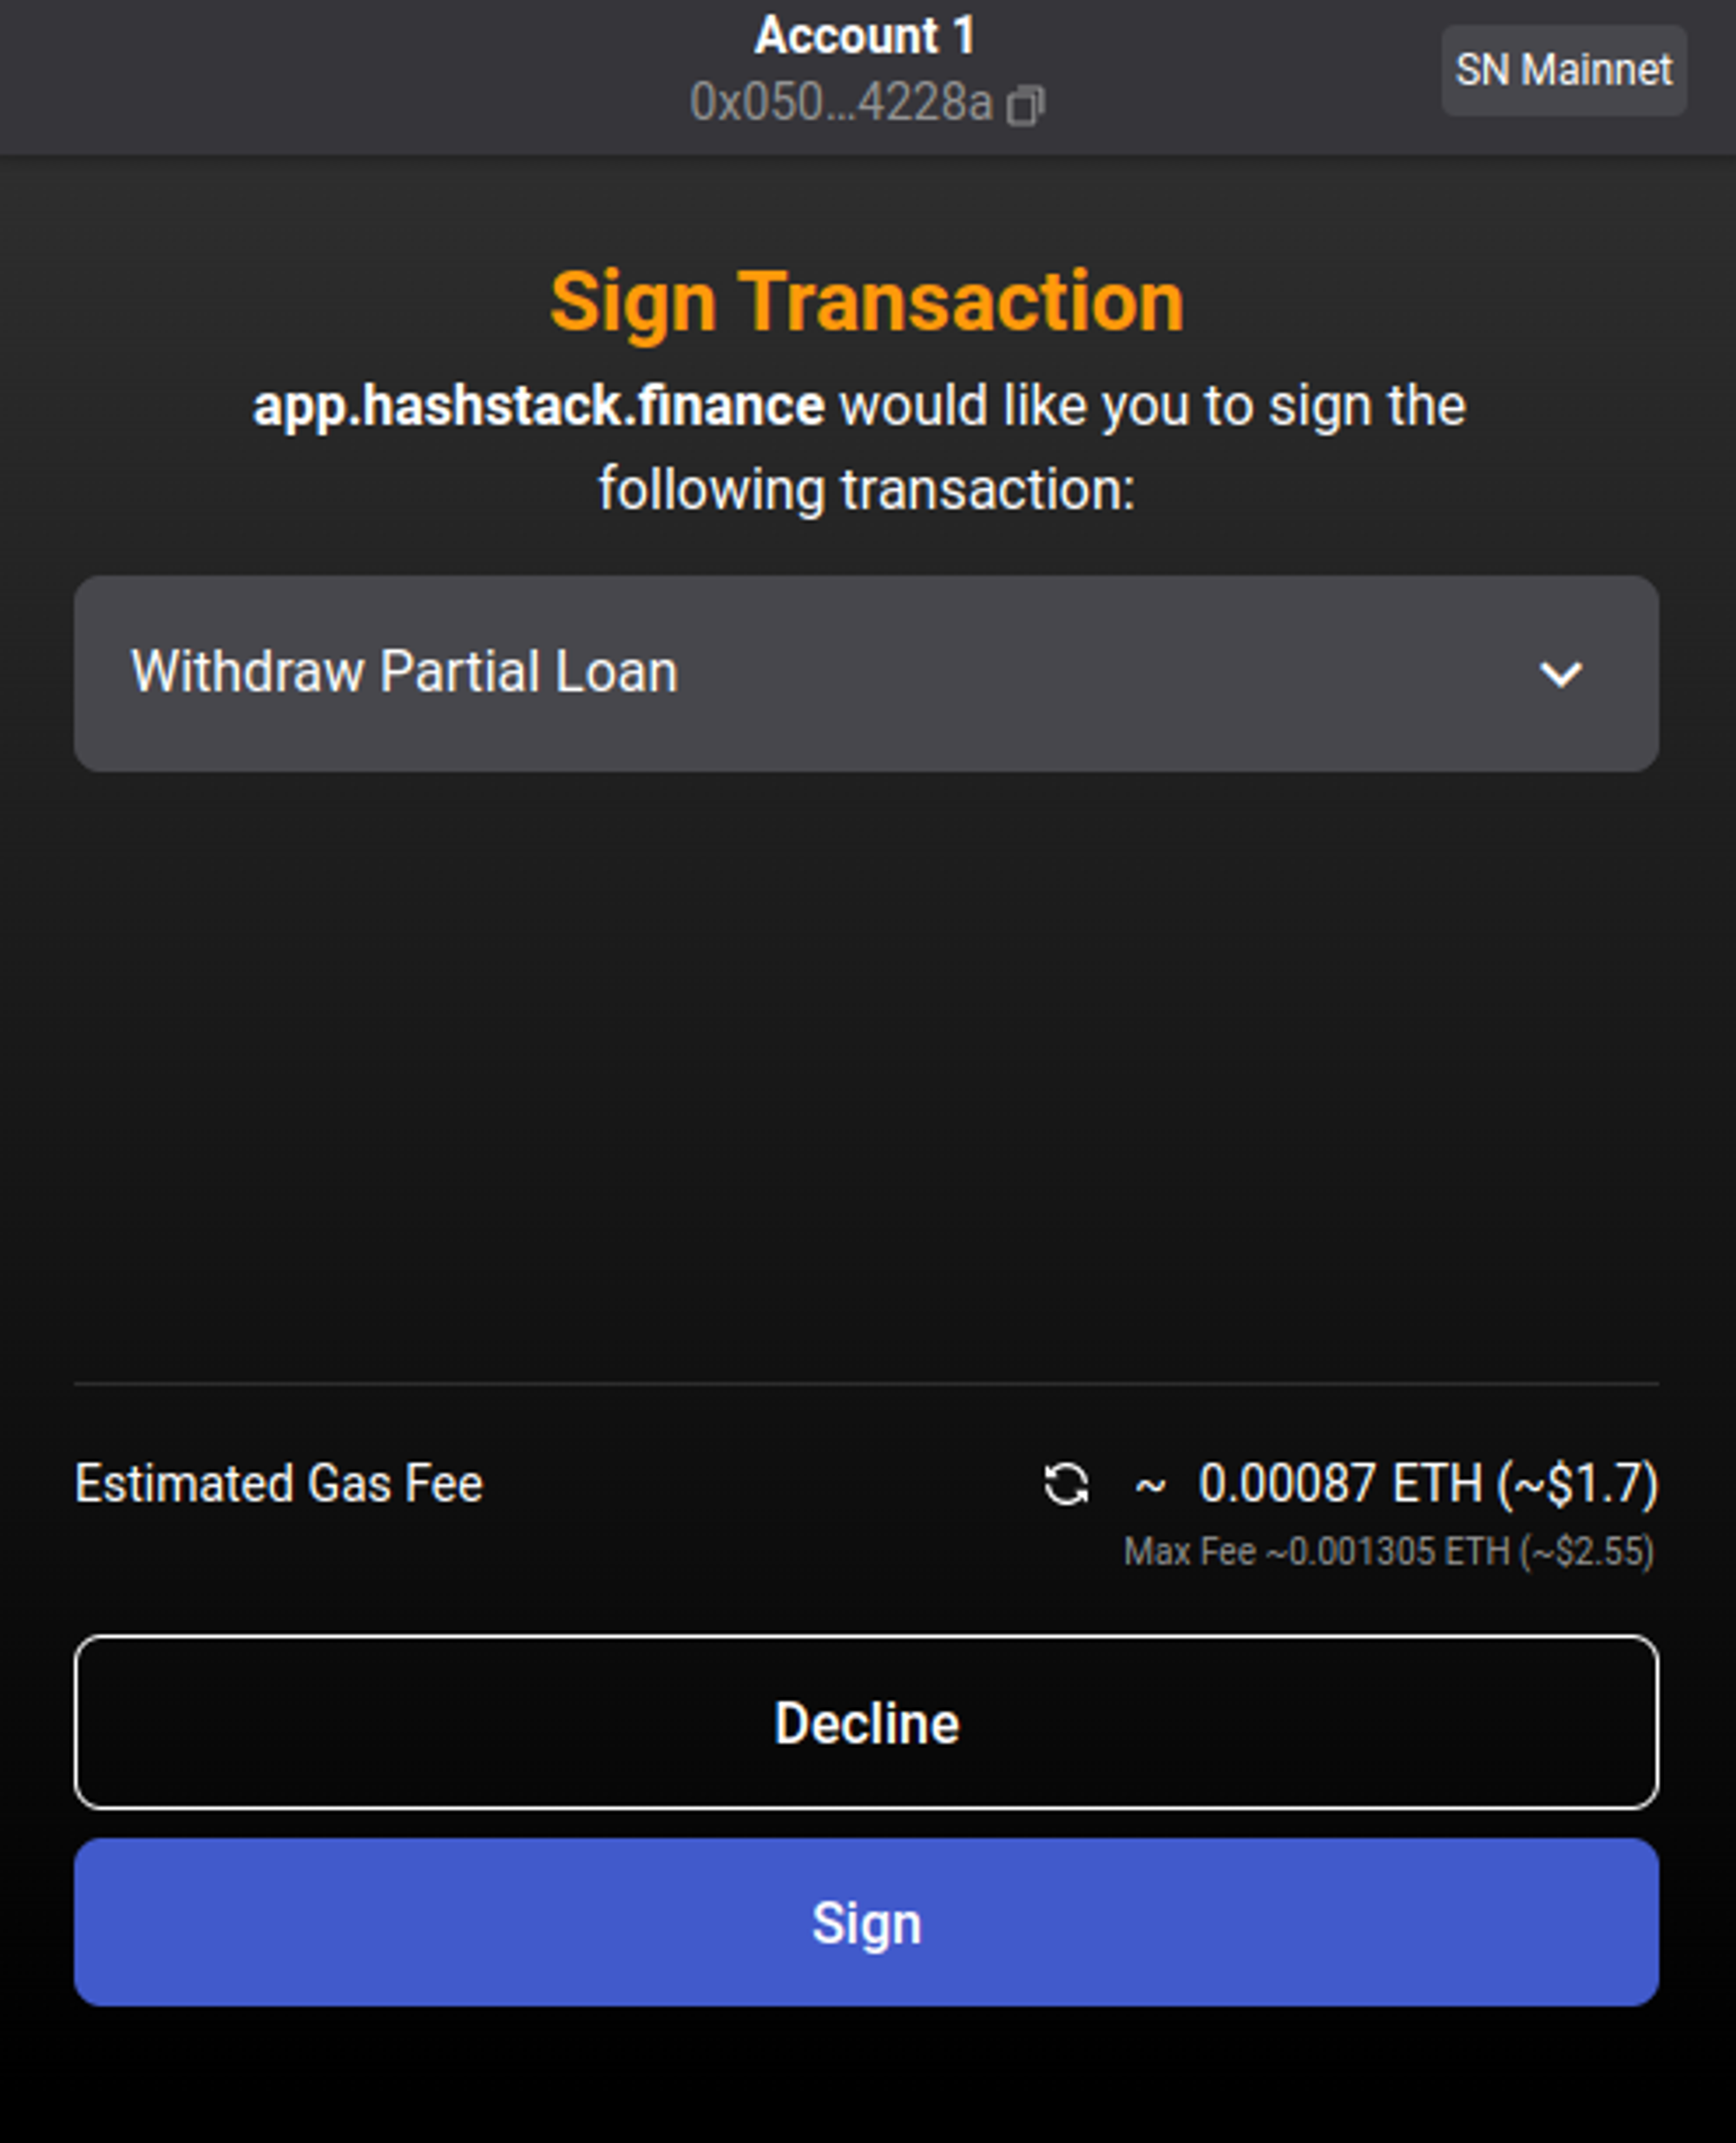 Account 1
0x050...4228a
SN Mainnet
Sign Transaction
app.hashstack.finance would like you to sign the
following transaction:
Withdraw Partial Loan
Estimated Gas Fee
~ 0.00087 ETH (~$1.7)
Max Fee ~0.001305 ETH (~$2.55)
Decline
Sign